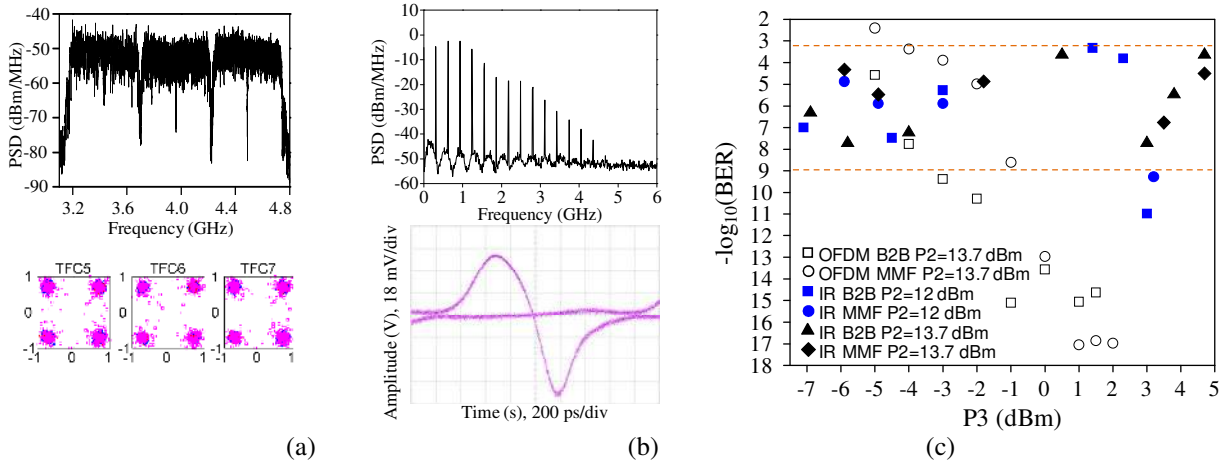 -40
-50
-60
-70
-80
-90
PSD (dBm/MHz)
3.2 3.6 4.0 4.4 4.8
Frequency (GHz)
TFC5 TFC6 TFC7
1 1 1
0 0 0
-1 -1 -1
-1 0 1 -1 0 1 -1 0 1
(a)
10
0
-10
-20
-30
-40
-50
-60
PSD (dBm/MHz)
0 1 2 3 4 5 6
Frequency (GHz)
Amplitude (V), 18 mV/div
Time (s), 200 ps/div
(b)
2
3
4
5
6
7
8
9
10
11
12
13
14
15
16
17
18
-log10(BER)
OFDM B2B P2=13.7 dBm
OFDM MMF P2=13.7 dBm
IR B2B P2=12 dBm
IR MMF P2=12 dBm
IR B2B P2=13.7 dBm
IR MMF P2=13.7 dBm
-7 -6 -5 -4 -3 -2 -1 0 1 2 3 4 5
P3 (dBm)
(c)